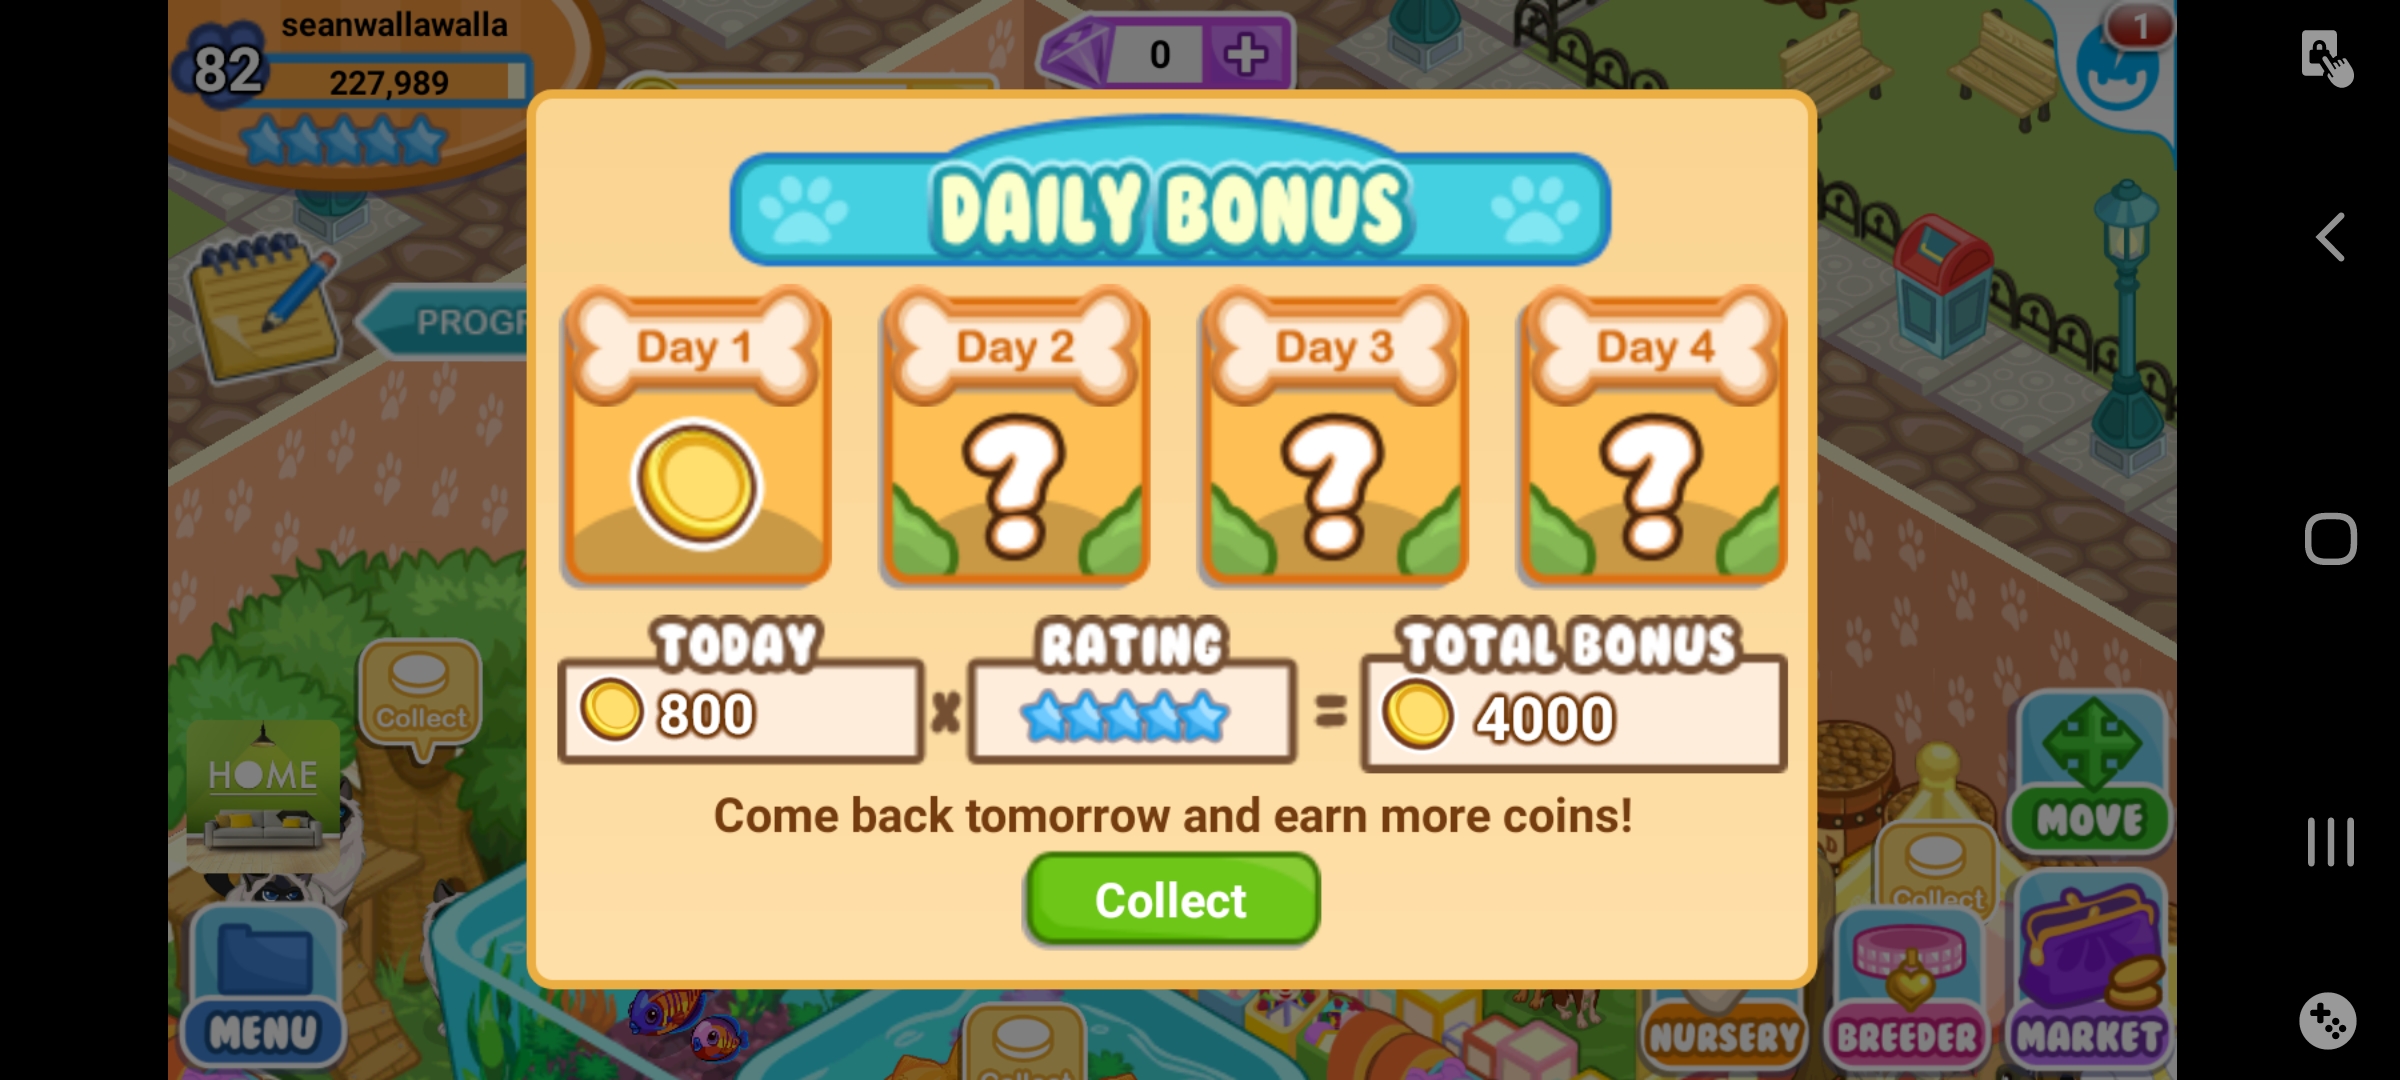 seanwallawalla
82
227,989
0
1
PROGR
DAILY BONUS
Day 1
Day 2
Day 3
Day 4
?
?
?
TODAY
RATING
TOTAL BONUS
800
x
=
4000
Come back tomorrow and earn more coins!
Collect
Collect
HOME
MENU
MOVE
Collect
NURSERY
BREEDER
MARKET
Collect